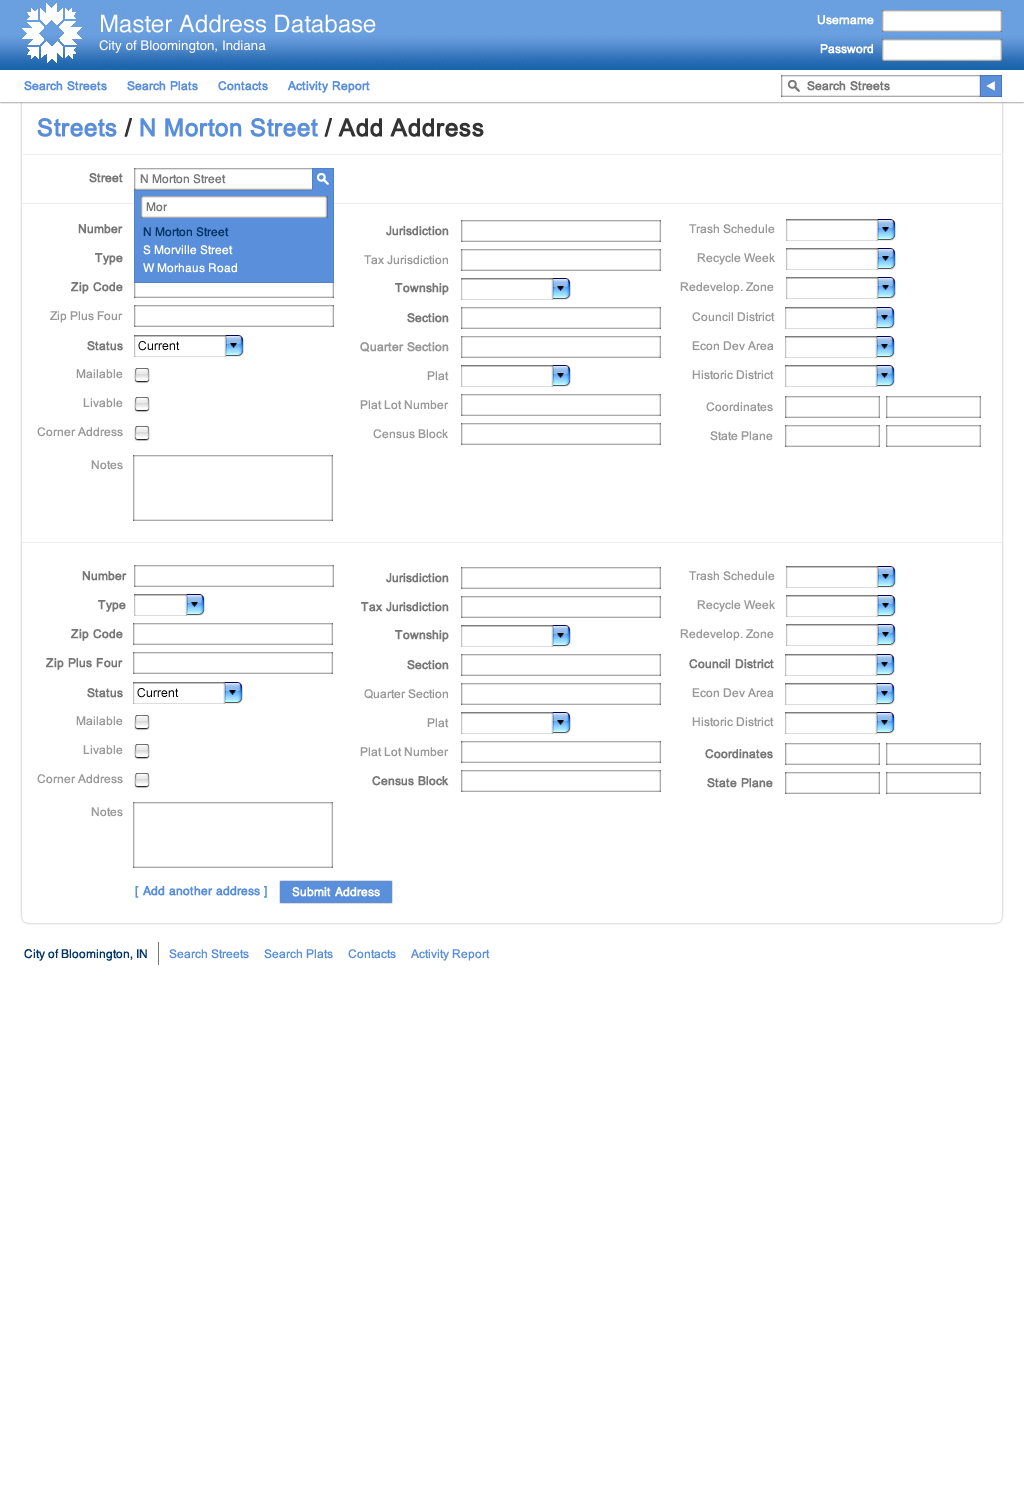 Master Address Database
City of Bloomington, Indiana
Username
Password
Search Streets Search Plats Contacts Activity Report
Search Streets
Streets / N Morton Street / Add Address
Street N Morton Street
Mor
N Morton Street
S Morville Street
W Morhaus Road
Number
Type
Zip Code
Zip Plus Four
Status Current
Mailable
Livable
Corner Address
Notes
Jurisdiction
Tax Jurisdiction
Township
Section
Quarter Section
Plat
Plat Lot Number
Census Block
Trash Schedule
Recycle Week
Redevelop. Zone
Council District
Econ Dev Area
Historic District
Coordinates
State Plane
Number
Type
Zip Code
Zip Plus Four
Status Current
Mailable
Livable
Corner Address
Notes
Jurisdiction
Tax Jurisdiction
Township
Section
Quarter Section
Plat
Plat Lot Number
Census Block
Trash Schedule
Recycle Week
Redevelop. Zone
Council District
Econ Dev Area
Historic District
Coordinates
State Plane
[ Add another address ] Submit Address
City of Bloomington, IN Search Streets Search Plats Contacts Activity Report